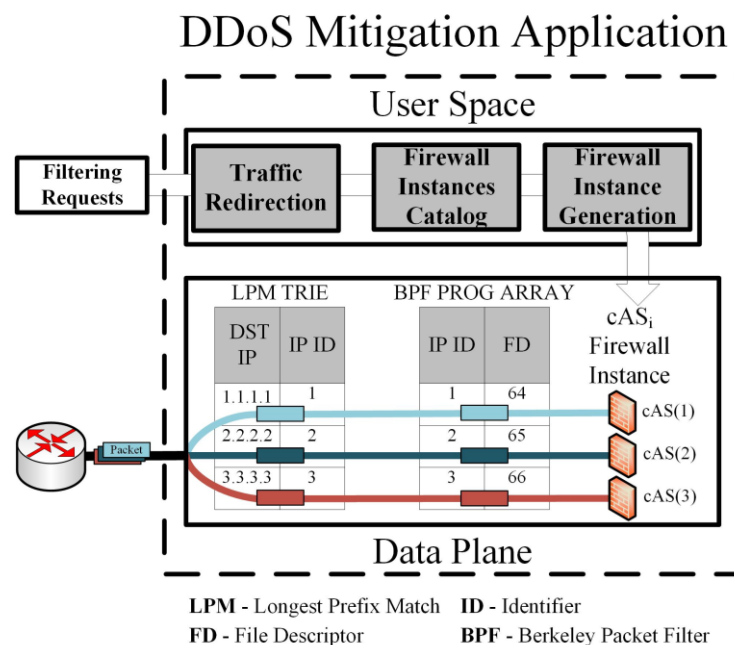 DDoS Mitigation Application
User Space
Filtering
Requests
Traffic
Redirection
Firewall
Instances
Catalog
Firewall
Instance
Generation
LPM TRIE
BPF PROG ARRAY
cASi
Firewall
Instance
DST
IP
IP ID
IP ID
FD
1.1.1.1 1 1 64
cAS(1)
Packet
2.2.2.2 2 2 65
cAS(2)
3.3.3.3 3 3 66
cAS(3)
Data Plane
LPM - Longest Prefix Match ID - Identifier
FD - File Descriptor BPF - Berkeley Packet Filter